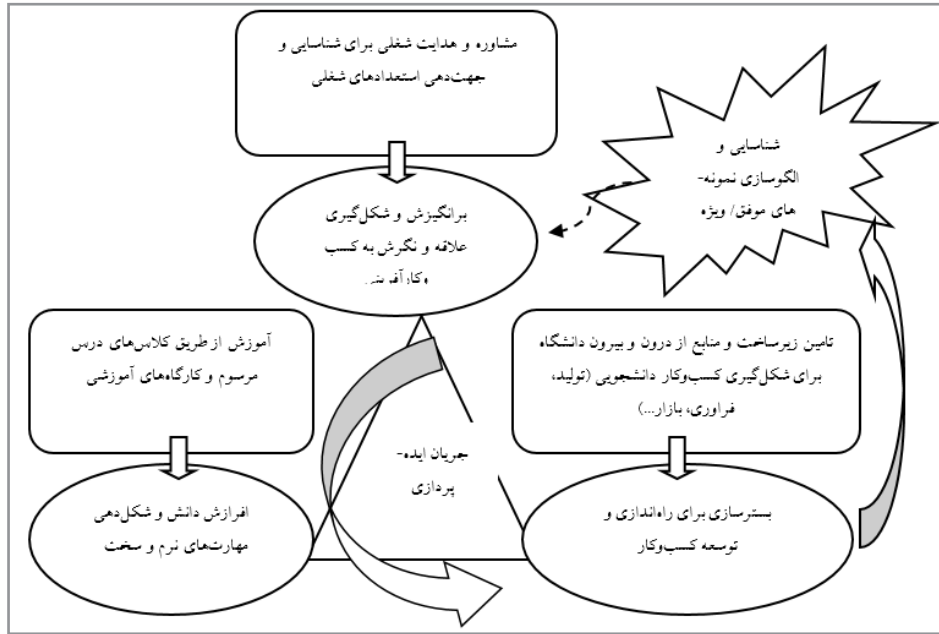 مشاوره و هدایت شغلی برای شناسایی و
جهت‌دهی استعدادهای شغلی
شناسایی و
الگوسازی نمونه-
های موفق/ ویژه
برانگیزش و شکل‌گیری
علاقه و نگرش به کسب
وکارآفرینی
تامین زیرساخت و منابع از درون و بیرون دانشگاه
برای شکل‌گیری کسب‌وکار دانشجویی (تولید،
فراوری، بازار...)
آموزش از طریق کلاس‌های درس
مرسوم و کارگاه‌های آموزشی
جریان ایده-
پردازی
بسترسازی برای راه‌اندازی و
توسعه کسب‌وکار
افرازش دانش و شکل‌دهی
مهارت‌های نرم و سخت